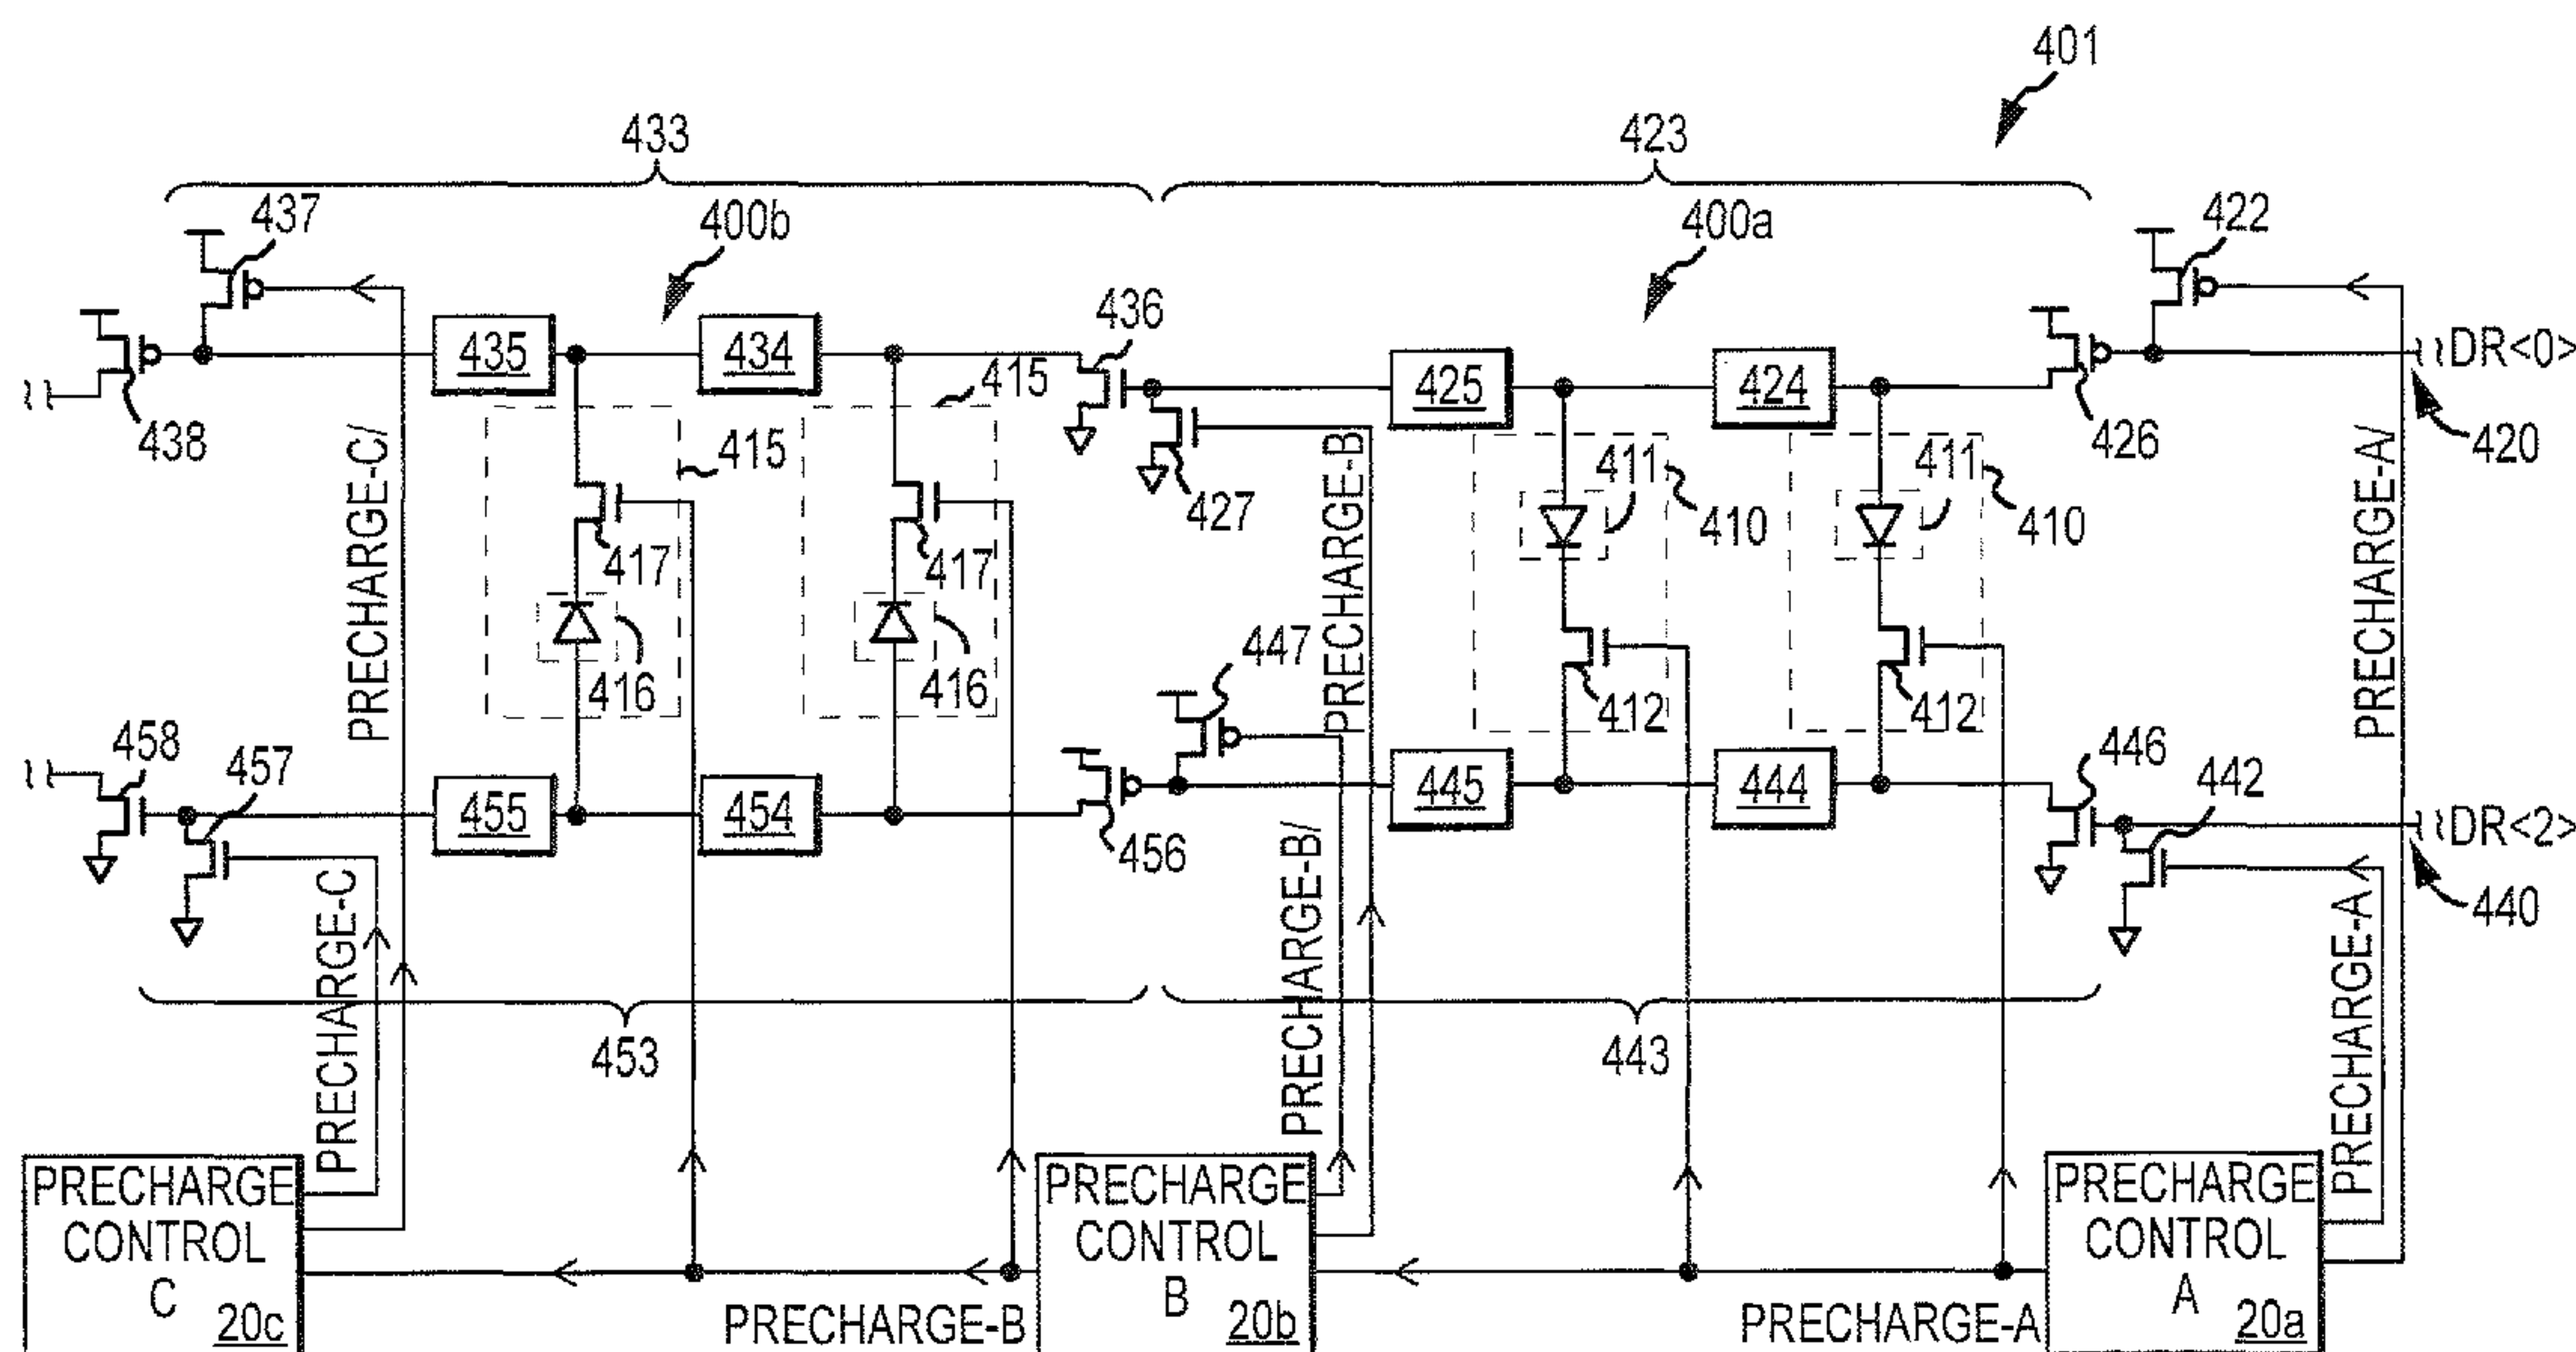 401
433
423
437
400b
400a
422
436
435
434
415
425
424
DR<0>
438
415
426
420
427
411
410
411
410
417
417
PRECHARGE-C/
PRECHARGE-B
PRECHARGE-A/
416
416
447
412
412
458
457
446
442
455
454
456
445
444
DR<2>
440
PRECHARGE-C
PRECHARGE-B/
PRECHARGE-A
453
443
PRECHARGE
CONTROL
C
20c
PRECHARGE-B
PRECHARGE
CONTROL
B
20b
PRECHARGE-A
PRECHARGE
CONTROL
A
20a